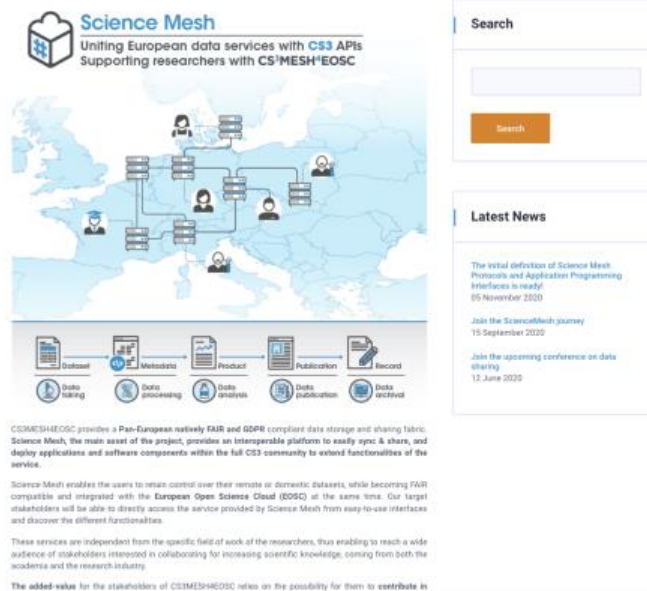 Science Mesh
Uniting European data services with CS3 APIs
Supporting researchers with CS³MESH⁴EOSC
Dataset
Metadata
Product
Publication
Record
Data taking
Data processing
Data analysis
Data publication
Data archival
CS3MESH4EOSC provides a Pan-European natively FAIR and GDPR compliant data storage and sharing fabric.
Science Mesh, the main asset of the project, provides an interoperable platform to easily sync & share, and
deploy applications and software components within the full CS3 community to extend functionalities of the
service.
Science Mesh enables the users to retain control over their remote or domestic datasets, while becoming FAIR
compatible and integrated with the European Open Science Cloud (EOSC) at the same time. Our target
stakeholders will be able to directly access the service provided by Science Mesh from easy-to-use interfaces
and discover the different functionalities.
These services are independent from the specific field of work of the researchers, thus enabling to reach a wide
audience of stakeholders interested in collaborating for increasing scientific knowledge, coming from both the
academia and the research industry.
The added-value for the stakeholders of CS3MESH4EOSC relies on the possibility for them to contribute in
Search
Search
Latest News
The initial definition of Science Mesh
Protocols and Application Programming
Interfaces is ready!
05 November 2020
Join the ScienceMesh journey
15 September 2020
Join the upcoming conference on data
sharing
12 June 2020